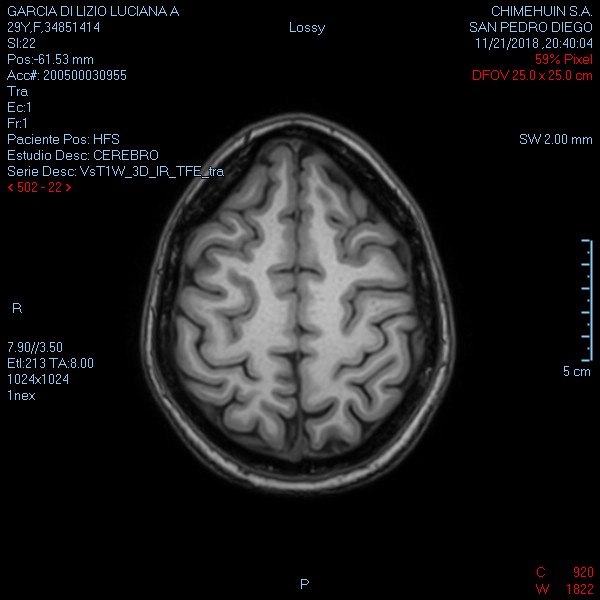 GARCIA DI LIZIO LUCIANA A
29Y,F,34851414
Sl:22
Pos:-61.53 mm
Acc#: 200500030955
Tra
Ec:1
Fr:1
Paciente Pos: HFS
Estudio Desc: CEREBRO
Serie Desc: VsT1W_3D_IR_TFE_tra
< 502 - 22 >
Lossy
CHIMEHUIN S.A.
SAN PEDRO DIEGO
11/21/2018 ,20:40:04
59% Pixel
DFOV 25.0 x 25.0 cm
SW 2.00 mm
R
7.90//3.50
Etl:213 TA:8.00
1024x1024
1nex
5 cm
P
C 920
W 1822